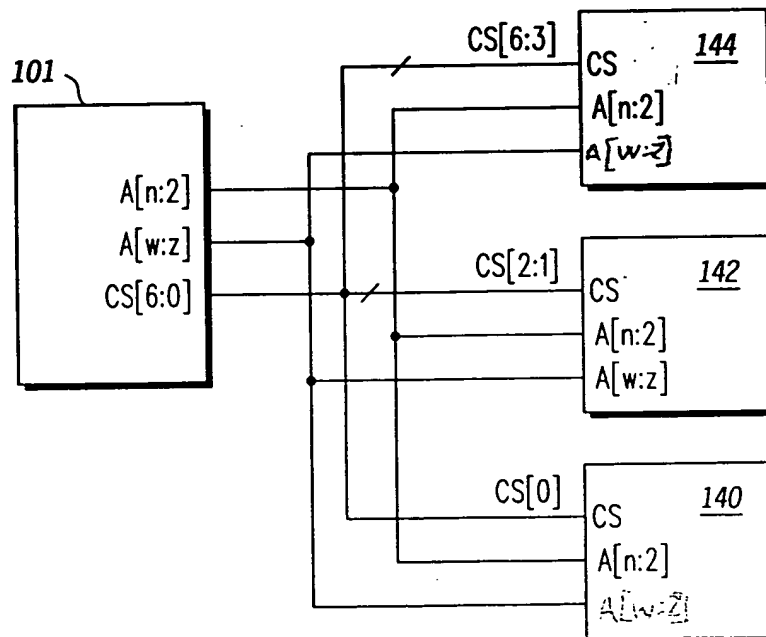 101
A[n:2]
A[w:z]
CS[6:0]
CS[6:3]
144
CS
A[n:2]
A[w:z]
CS[2:1]
142
CS
A[n:2]
A[w:z]
CS[0]
140
CS
A[n:2]
A[w:z]